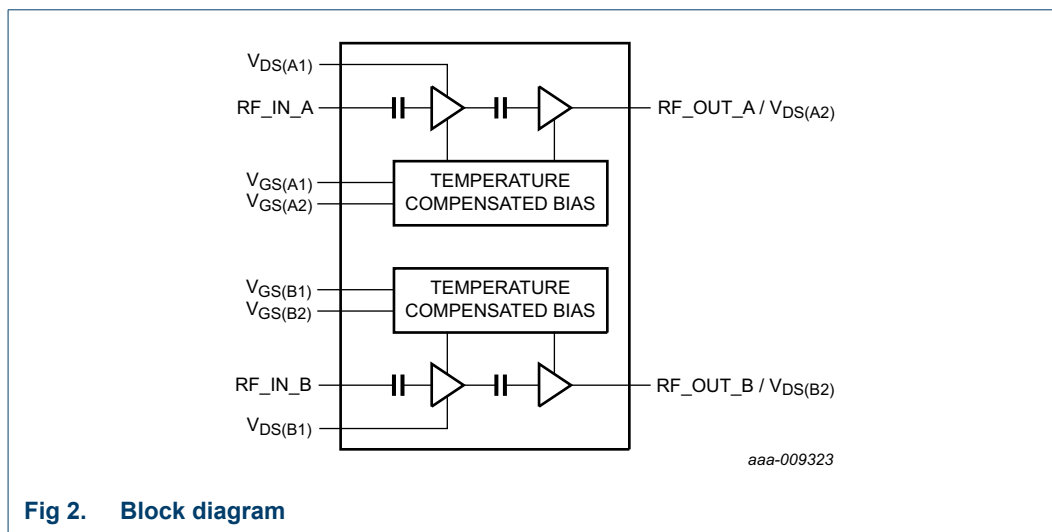 V_DS(A1)
RF_IN_A
RF_OUT_A / V_DS(A2)
V_GS(A1)
V_GS(A2)
TEMPERATURE
COMPENSATED BIAS
V_GS(B1)
V_GS(B2)
TEMPERATURE
COMPENSATED BIAS
RF_IN_B
RF_OUT_B / V_DS(B2)
V_DS(B1)
aaa-009323
Fig 2. Block diagram